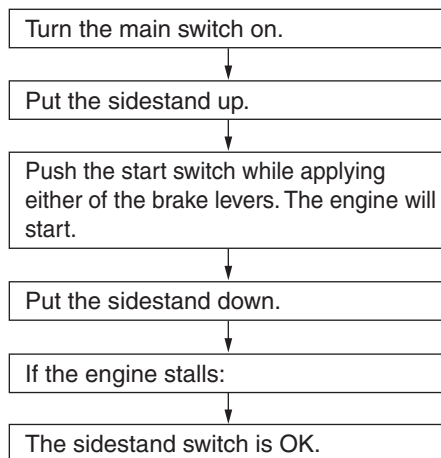 Turn the main switch on.
Put the sidestand up.
Push the start switch while applying
either of the brake levers. The engine will
start.
Put the sidestand down.
If the engine stalls:
The sidestand switch is OK.